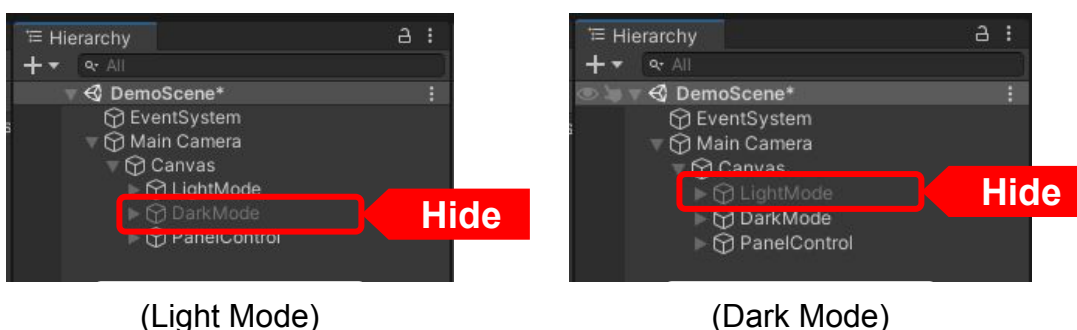 Hierarchy
All
DemoScene*
EventSystem
Main Camera
Canvas
LightMode
DarkMode
PanelControl
Hide
(Light Mode)
Hierarchy
All
DemoScene*
EventSystem
Main Camera
Canvas
LightMode
DarkMode
PanelControl
Hide
(Dark Mode)